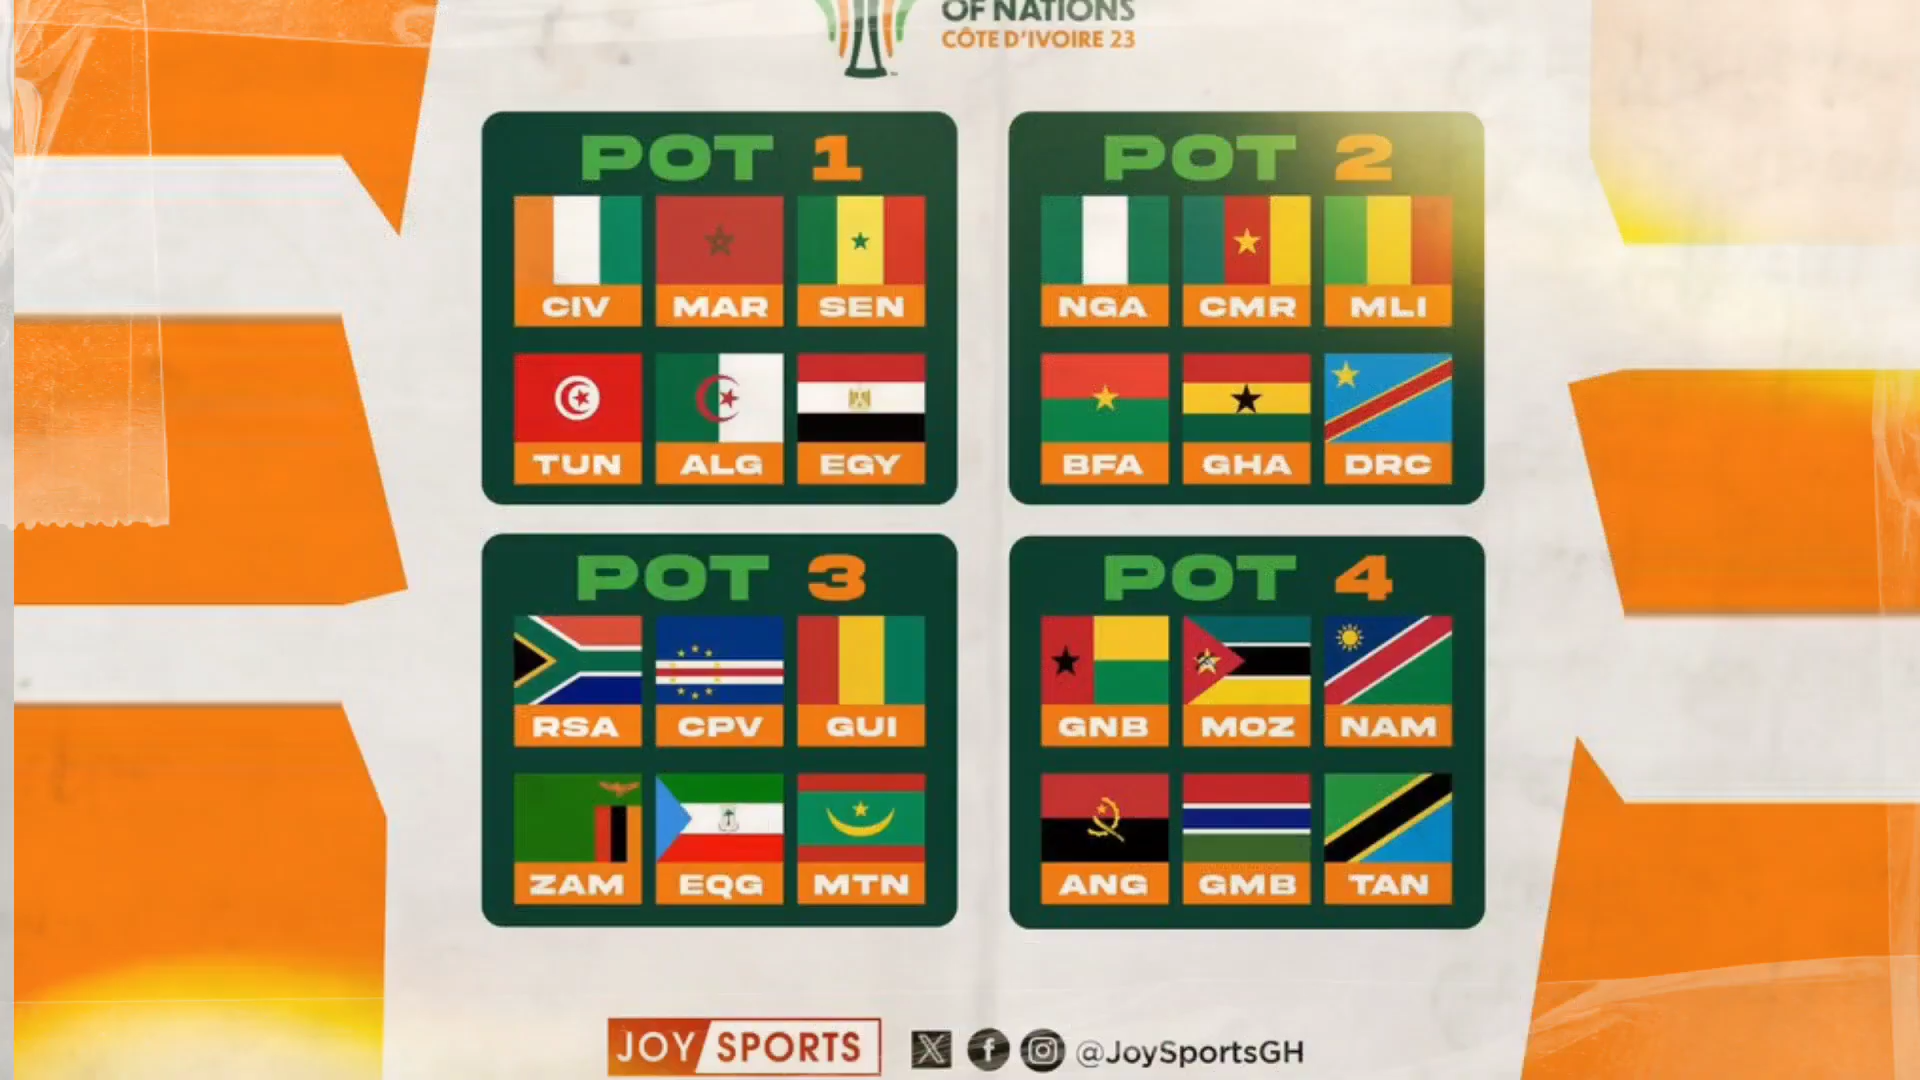 OF NATIONS
CÔTE D'IVOIRE 23
POT 1
CIV MAR SEN
TUN ALG EGY
POT 2
NGA CMR MLI
BFA GHA DRC
POT 3
RSA CPV GUI
ZAM EQG MTN
POT 4
GNB MOZ NAM
ANG GMB TAN
JOY SPORTS
@JoySportsGH